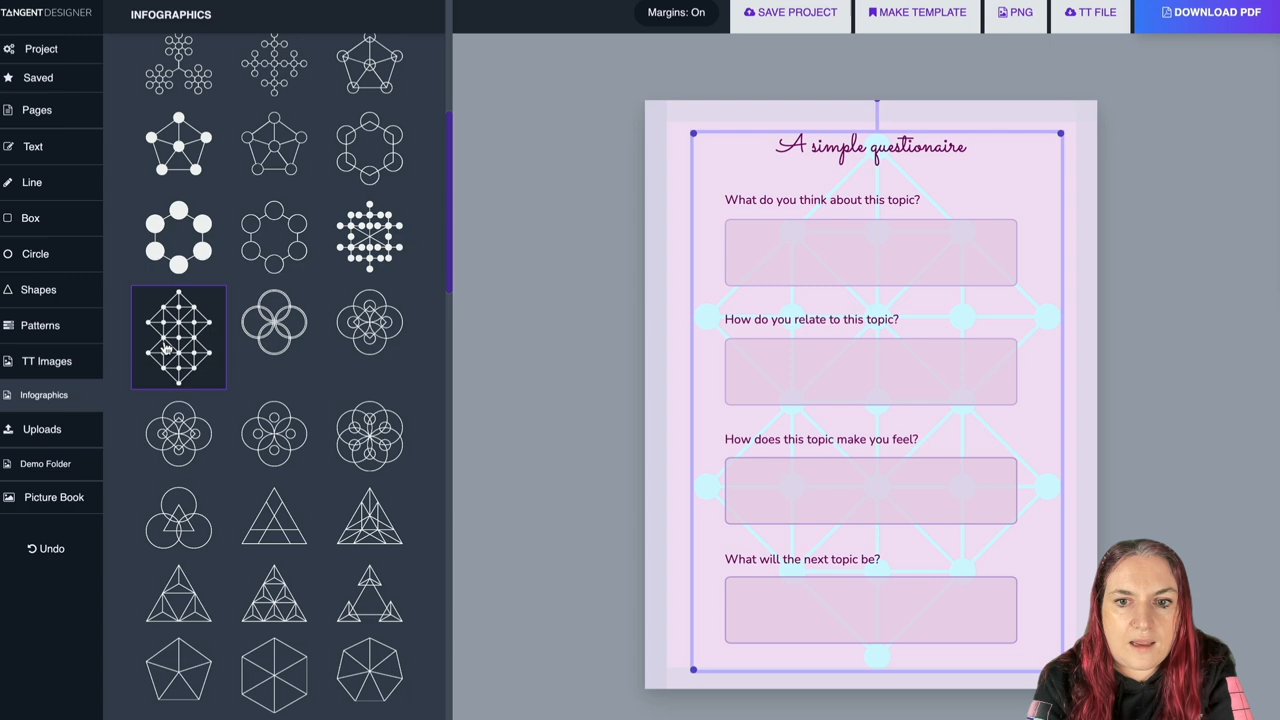 TANGENT DESIGNER
INFOGRAPHICS
Margins: On
SAVE PROJECT
MAKE TEMPLATE
PNG
TT FILE
DOWNLOAD PDF
Project
Saved
Pages
Text
Line
Box
Circle
Shapes
Patterns
TT Images
Infographics
Uploads
Demo Folder
Picture Book
Undo
A simple questionaire
What do you think about this topic?
How do you relate to this topic?
How does this topic make you feel?
What will the next topic be?